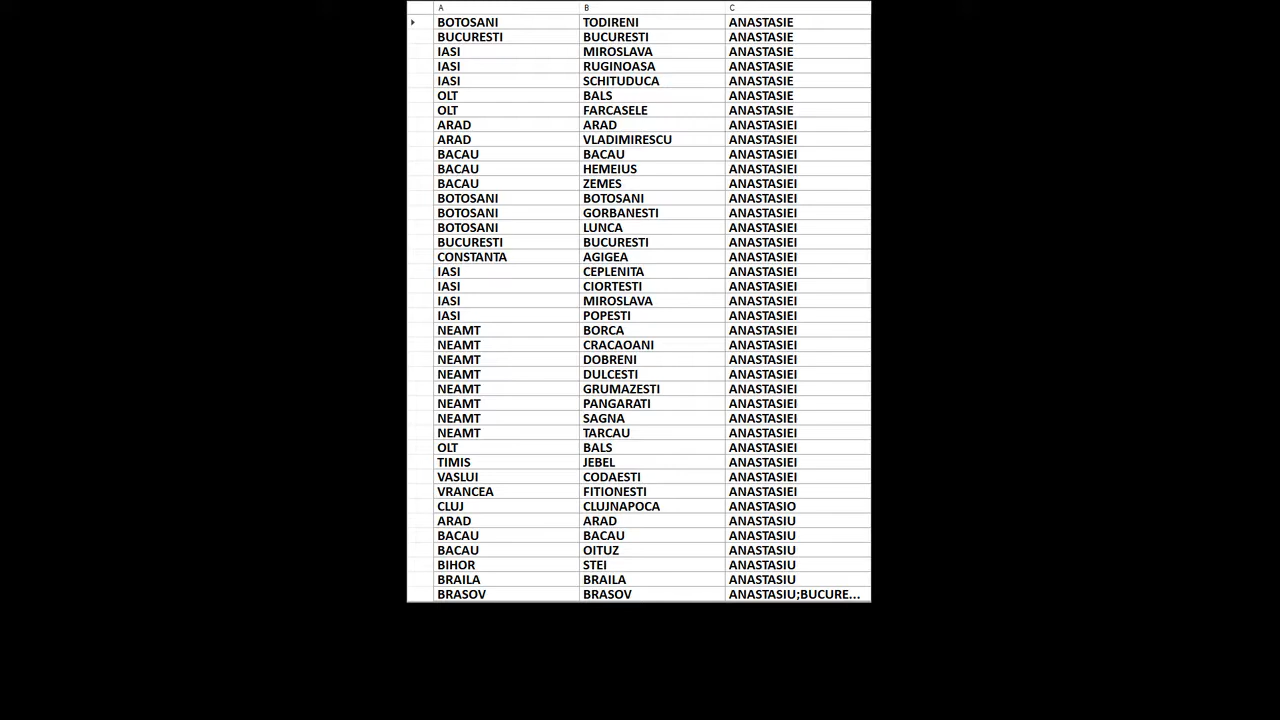 A B C
BOTOSANI TODIRENI ANASTASIE
BUCURESTI BUCURESTI ANASTASIE
IASI MIROSLAVA ANASTASIE
IASI RUGINOASA ANASTASIE
IASI SCHITUDUCA ANASTASIE
OLT BALS ANASTASIE
OLT FARCASELE ANASTASIE
ARAD ARAD ANASTASIEI
ARAD VLADIMIRESCU ANASTASIEI
BACAU BACAU ANASTASIEI
BACAU HEMEIUS ANASTASIEI
BACAU ZEMES ANASTASIEI
BOTOSANI BOTOSANI ANASTASIEI
BOTOSANI GORBANESTI ANASTASIEI
BOTOSANI LUNCA ANASTASIEI
BUCURESTI BUCURESTI ANASTASIEI
CONSTANTA AGIGEA ANASTASIEI
IASI CEPLENITA ANASTASIEI
IASI CIORTESTI ANASTASIEI
IASI MIROSLAVA ANASTASIEI
IASI POPESTI ANASTASIEI
NEAMT BORCA ANASTASIEI
NEAMT CRACAOANI ANASTASIEI
NEAMT DOBRENI ANASTASIEI
NEAMT DULCESTI ANASTASIEI
NEAMT GRUMAZESTI ANASTASIEI
NEAMT PANGARATI ANASTASIEI
NEAMT SAGNA ANASTASIEI
NEAMT TARCAU ANASTASIEI
OLT BALS ANASTASIEI
TIMIS JEBEL ANASTASIEI
VASLUI CODAESTI ANASTASIEI
VRANCEA FITIONESTI ANASTASIEI
CLUJ CLUJNAPOCA ANASTASIO
ARAD ARAD ANASTASIU
BACAU BACAU ANASTASIU
BACAU OITUZ ANASTASIU
BIHOR STEI ANASTASIU
BRAILA BRAILA ANASTASIU
BRASOV BRASOV ANASTASIU;BUCURE...